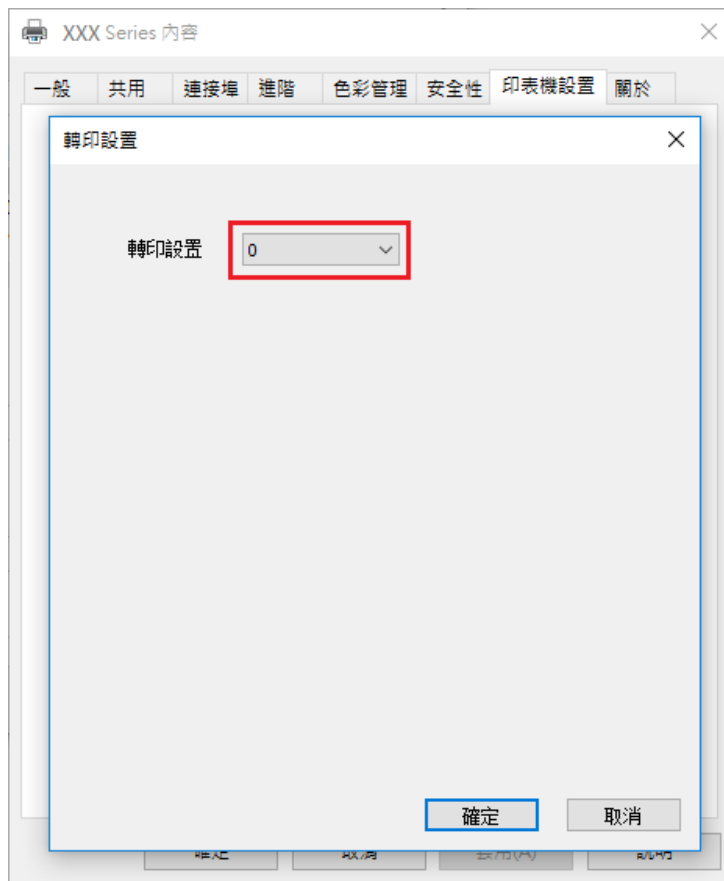 XXX Series 內容
一般 共用 連接埠 進階 色彩管理 安全性 印表機設置 關於
轉印設置
轉印設置 0
確定 取消